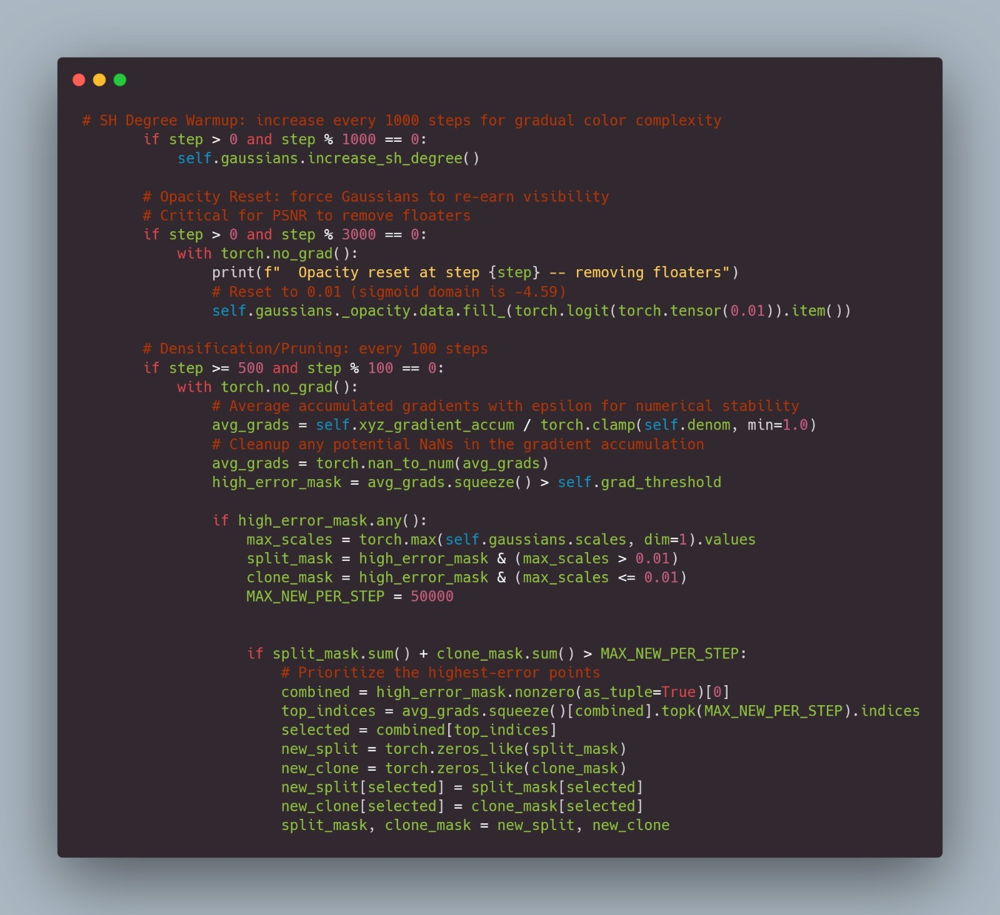 # SH Degree Warmup: increase every 1000 steps for gradual color complexity
if step > 0 and step % 1000 == 0:
self.gaussians.increase_sh_degree()
# Opacity Reset: force Gaussians to re-earn visibility
# Critical for PSNR to remove floaters
if step > 0 and step % 3000 == 0:
with torch.no_grad():
print(f"  Opacity reset at step {step} -- removing floaters")
# Reset to 0.01 (sigmoid domain is -4.59)
self.gaussians._opacity.data.fill_(torch.logit(torch.tensor(0.01)).item())
# Densification/Pruning: every 100 steps
if step >= 500 and step % 100 == 0:
with torch.no_grad():
# Average accumulated gradients with epsilon for numerical stability
avg_grads = self.xyz_gradient_accum / torch.clamp(self.denom, min=1.0)
# Cleanup any potential NaNs in the gradient accumulation
avg_grads = torch.nan_to_num(avg_grads)
high_error_mask = avg_grads.squeeze() > self.grad_threshold
if high_error_mask.any():
max_scales = torch.max(self.gaussians.scales, dim=1).values
split_mask = high_error_mask & (max_scales > 0.01)
clone_mask = high_error_mask & (max_scales <= 0.01)
MAX_NEW_PER_STEP = 50000
if split_mask.sum() + clone_mask.sum() > MAX_NEW_PER_STEP:
# Prioritize the highest-error points
combined = high_error_mask.nonzero(as_tuple=True)[0]
top_indices = avg_grads.squeeze()[combined].topk(MAX_NEW_PER_STEP).indices
selected = combined[top_indices]
new_split = torch.zeros_like(split_mask)
new_clone = torch.zeros_like(clone_mask)
new_split[selected] = split_mask[selected]
new_clone[selected] = clone_mask[selected]
split_mask, clone_mask = new_split, new_clone